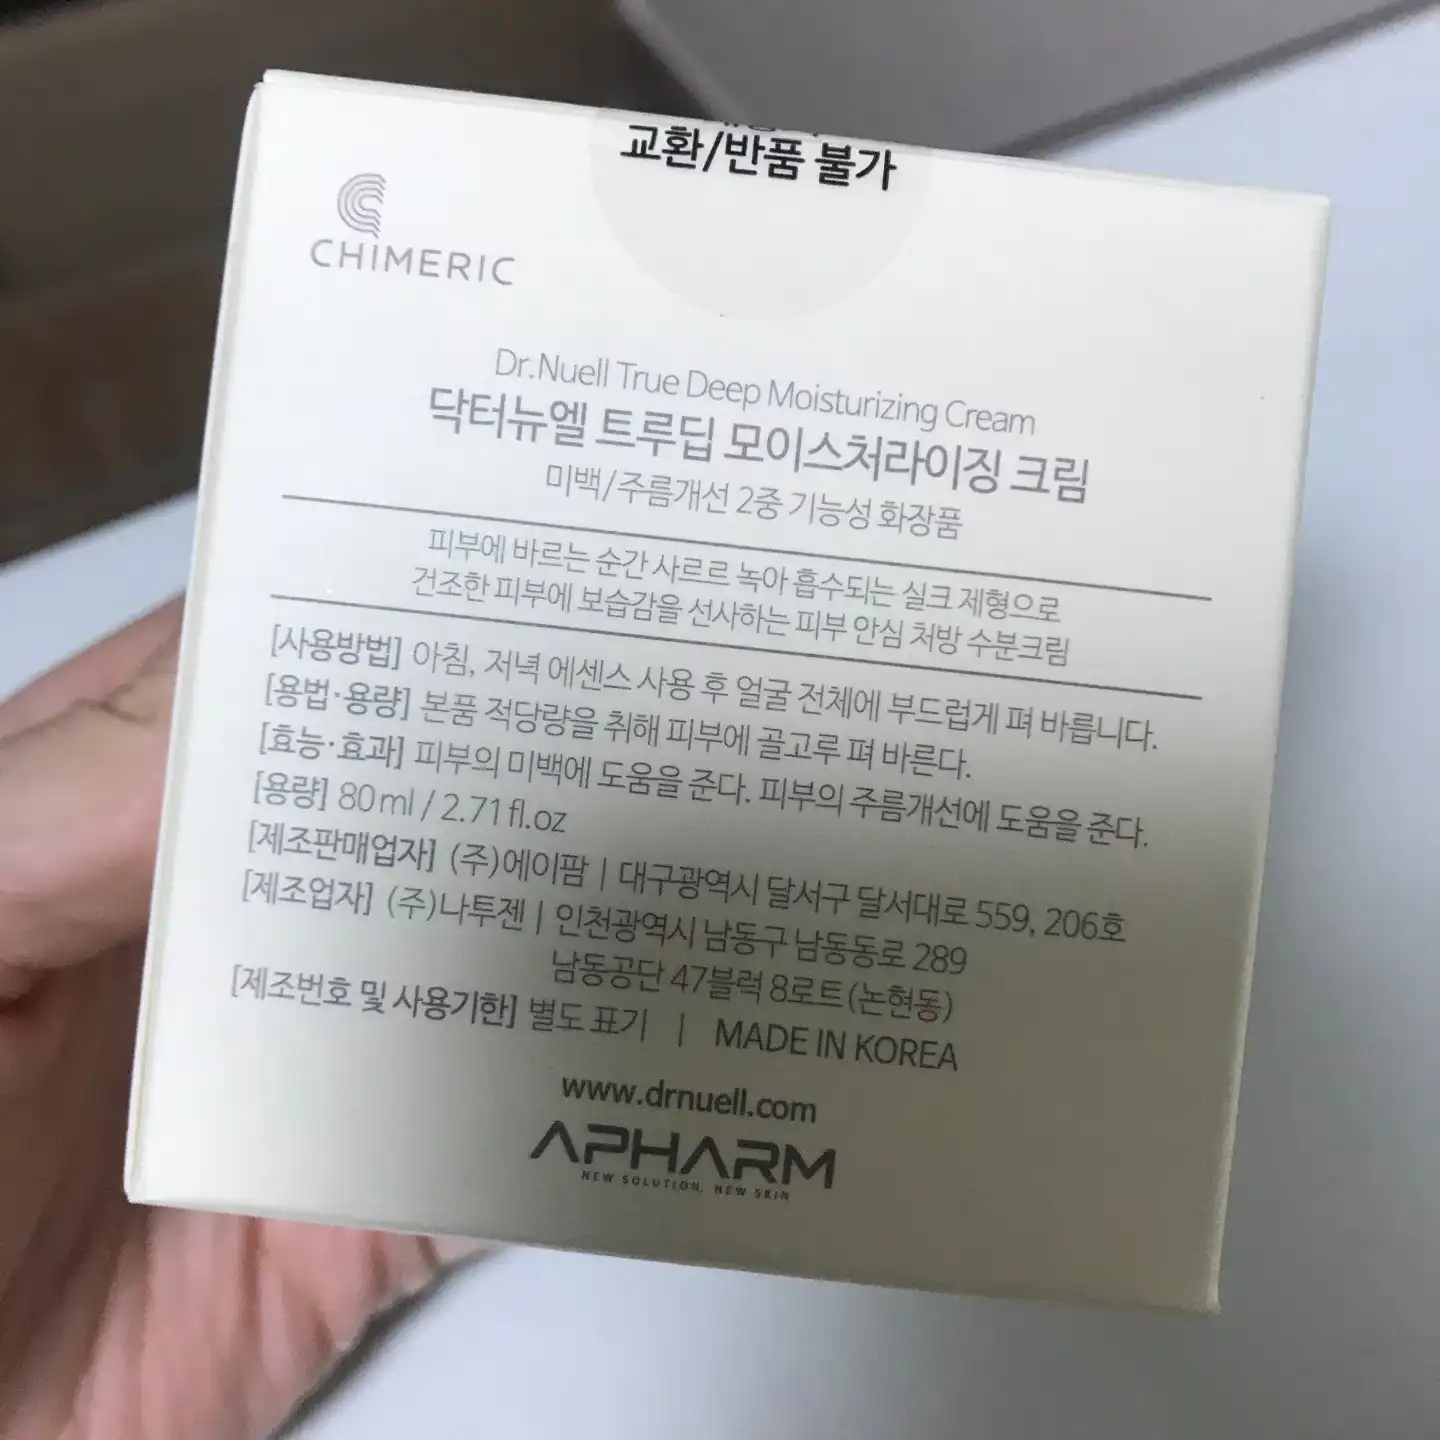 교환/반품 불가
CHIMERIC
Dr.Nuell True Deep Moisturizing Cream
닥터뉴엘 트루딥 모이스처라이징 크림
미백/주름개선 2중 기능성 화장품
피부에 바르는 순간 사르르 녹아 흡수되는 실크 제형으로
건조한 피부에 보습감을 선사하는 피부 안심 처방 수분크림
[사용방법] 아침, 저녁 에센스 사용 후 얼굴 전체에 부드럽게 펴 바릅니다.
[용법·용량] 본품 적당량을 취해 피부에 골고루 펴 바른다.
[효능·효과] 피부의 미백에 도움을 준다. 피부의 주름개선에 도움을 준다.
[용량] 80ml / 2.71fl.oz
[제조판매업자] (주)에이팜 | 대구광역시 달서구 달서대로 559, 206호
[제조업자] (주)나투젠 | 인천광역시 남동구 남동동로 289
남동공단 47블럭 8로트(논현동)
[제조번호 및 사용기한] 별도 표기 | MADE IN KOREA
www.drnuell.com
APHARM
NEW SOLUTION, NEW SKIN